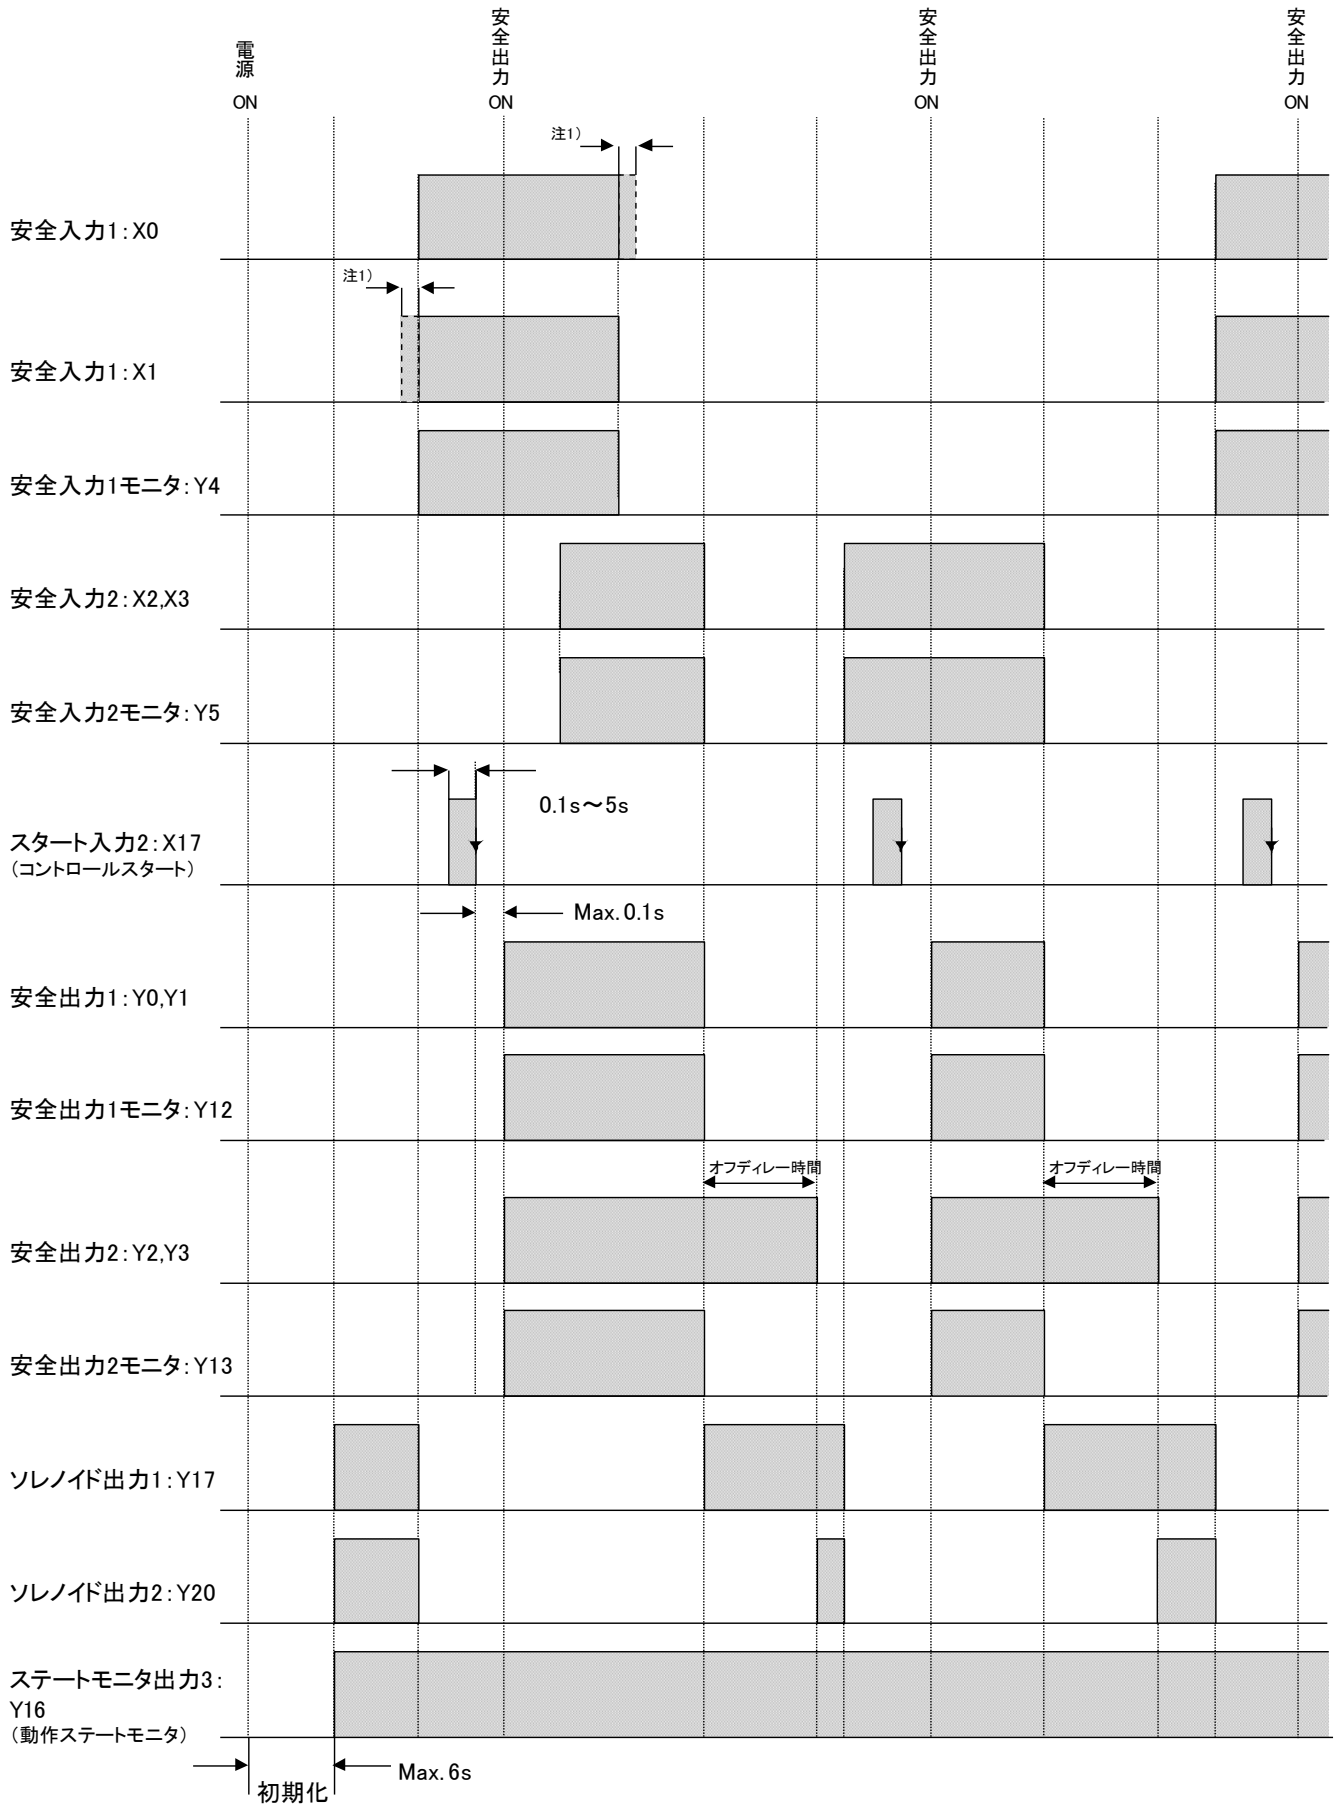 電源
ON
安全出力
ON
安全出力
ON
安全出力
ON
注1）
安全入力1：X0
注1）
安全入力1：X1
安全入力1モニタ：Y4
安全入力2：X2,X3
安全入力2モニタ：Y5
0.1s～5s
スタート入力2：X17
（コントロールスタート）
Max.0.1s
安全出力1：Y0,Y1
安全出力1モニタ：Y12
オフディレー時間
オフディレー時間
安全出力2：Y2,Y3
安全出力2モニタ：Y13
ソレノイド出力1：Y17
ソレノイド出力2：Y20
ステートモニタ出力3：
Y16
（動作ステートモニタ）
Max.6s
初期化